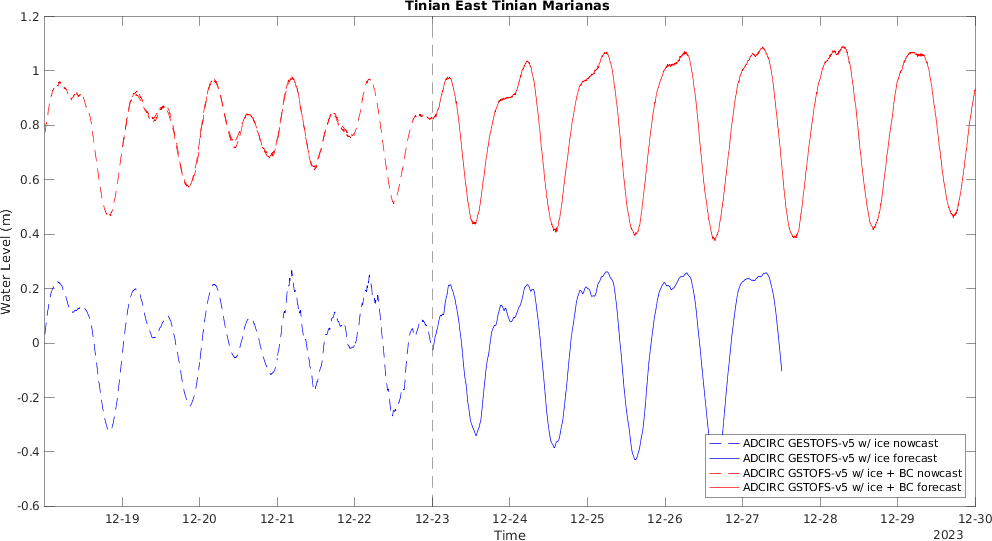 Tinian East Tinian Marianas
1.2
1
0.8
0.6
0.4
0.2
0
-0.2
-0.4
-0.6
Water Level (m)
ADCIRC GESTOFS-v5 w/ ice nowcast
ADCIRC GESTOFS-v5 w/ ice forecast
ADCIRC GSTOFS-v5 w/ ice + BC nowcast
ADCIRC GSTOFS-v5 w/ ice + BC forecast
12-19 12-20 12-21 12-22 12-23 12-24 12-25 12-26 12-27 12-28 12-29 12-30
Time
2023